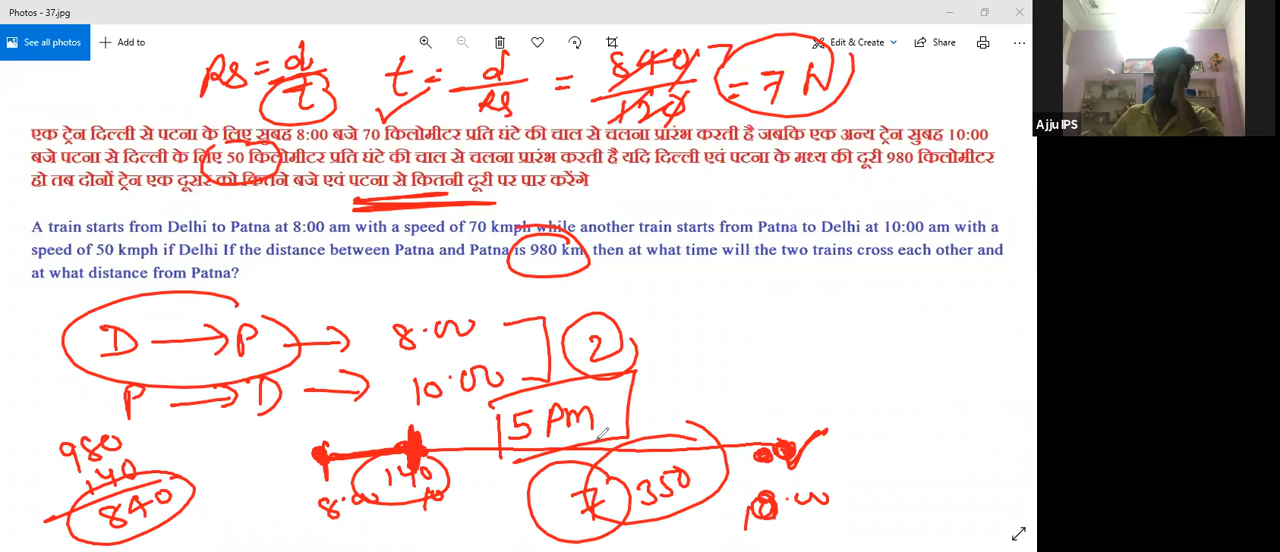 Photos - 37.jpg
See all photos
Add to
Edit & Create
Share
RS = d/t
t = d/RS = 840/120 7 = 7 H
एक ट्रेन दिल्ली से पटना के लिए सुबह 8:00 बजे 70 किलोमीटर प्रति घंटे की चाल से चलना प्रारंभ करती है जबकि एक अन्य ट्रेन सुबह 10:00
बजे पटना से दिल्ली के लिए 50 किलोमीटर प्रति घंटे की चाल से चलना प्रारंभ करती है यदि दिल्ली एवं पटना के मध्य की दूरी 980 किलोमीटर
हो तब दोनों ट्रेन एक दूसरे को कितने बजे एवं पटना से कितनी दूरी पर पार करेंगे
A train starts from Delhi to Patna at 8:00 am with a speed of 70 kmph while another train starts from Patna to Delhi at 10:00 am with a
speed of 50 kmph if Delhi If the distance between Patna and Patna is 980 km, then at what time will the two trains cross each other and
at what distance from Patna?
D → P → 8.00
2
P → D → 10.00
5 PM
980
140
840
140
8.00
10
7
350
Ajju IPS